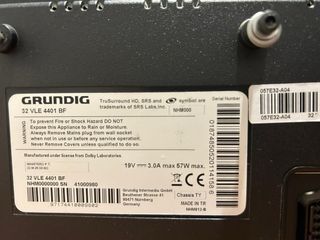 GRUNDIG
32 VLE 4401 BF
TruSurround HD, SRS and symbol are
trademarks of SRS Labs, Inc.
NHM000
WARNING
To prevent Fire or Shock Hazard DO NOT
Expose this Appliance to Rain or Moisture.
Always Remove Mains plug from wall socket
when not in use or before servicing.
Never Remove Covers unless qualified to do so.
Manufactured under license from Dolby Laboratories.
19V 3.0A max 57W max.
32 VLE 4401 BF
NHM0000000 SN 41000980
Grundig Intermedia GmbH
Beuthener Strasse 41
90471 Nürnberg
Germany
Chassis TY
MADE IN TR
Serial Number
057E32-A04
057E32-A04